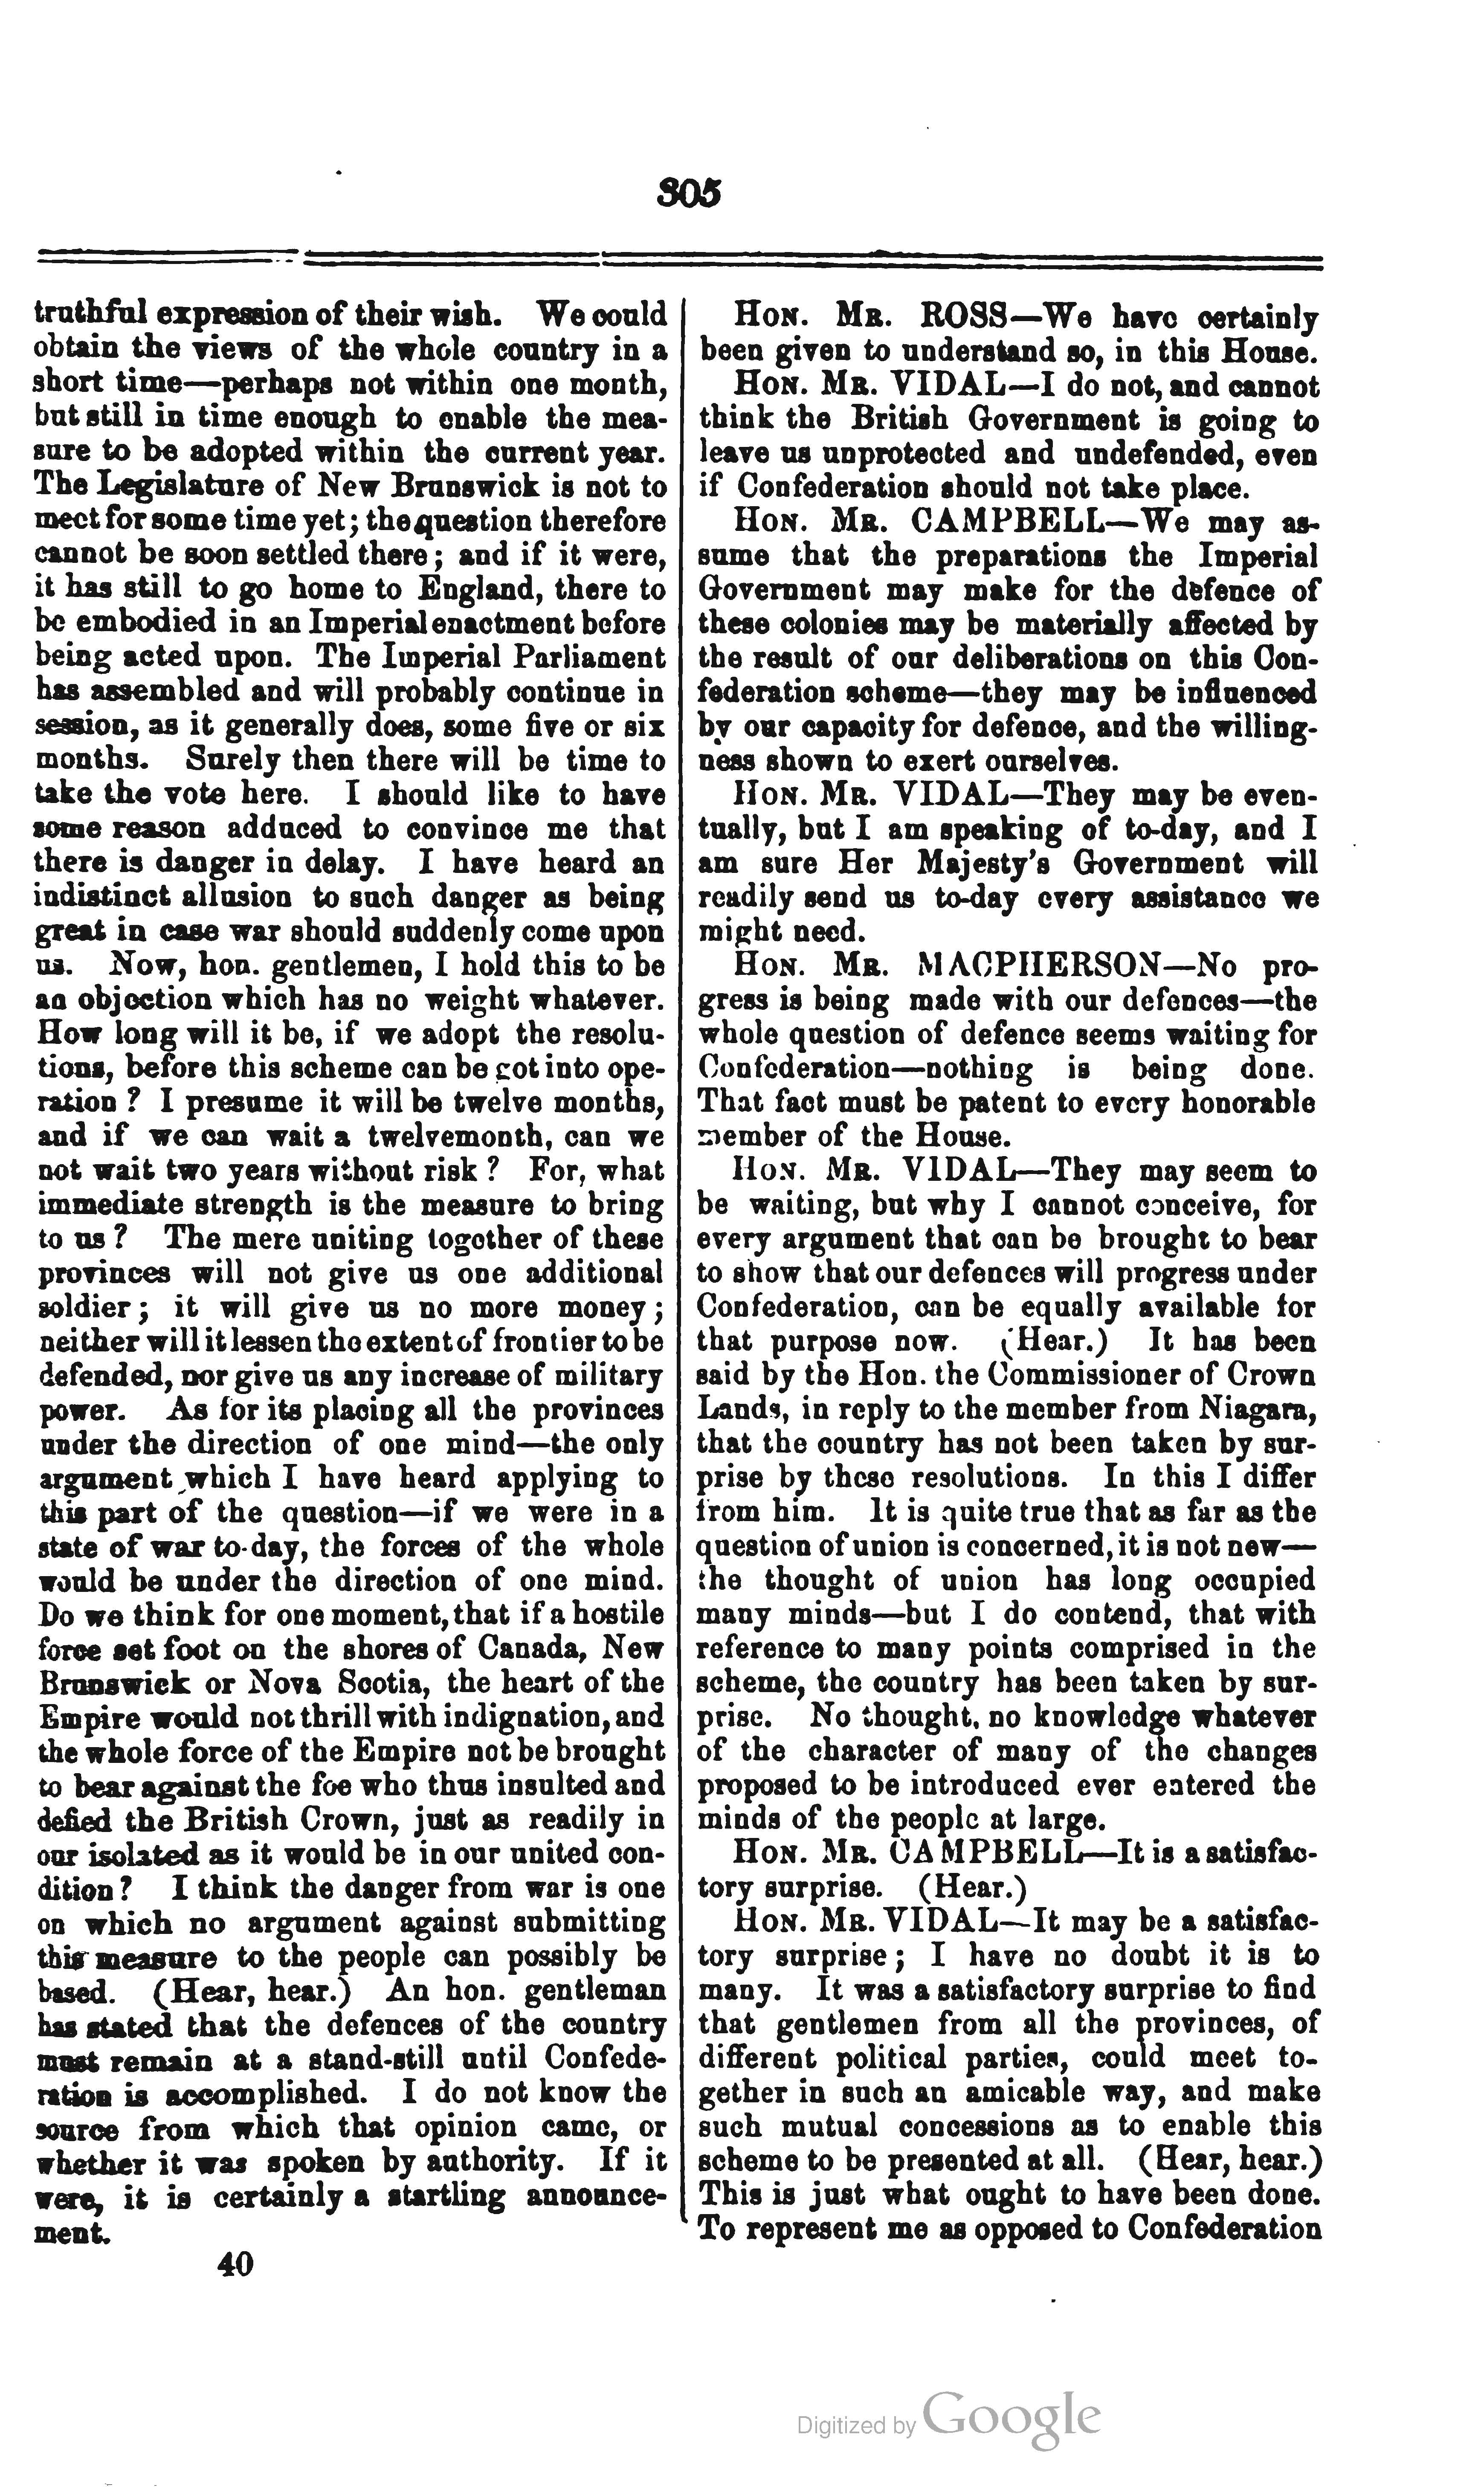 305
truthful expression of their wish. We could
obtain the views of the whole country in a
short time—perhaps not within one month,
but still in time enough to enable the mea-
sure to be adopted within the current year.
The Legislature of New Brunswick is not to
meet for some time yet; the question therefore
cannot be soon settled there; and if it were,
it has still to go home to England, there to
be embodied in an Imperial enactment before
being acted upon. The Imperial Parliament
has assembled and will probably continue in
session, as it generally does, some five or six
months. Surely then there will be time to
take the vote here. I should like to have
some reason adduced to convince me that
there is danger in delay. I have heard an
indistinct allusion to such danger as being
great in case war should suddenly come upon
us. Now, hon. gentlemen, I hold this to be
an objection which has no weight whatever.
How long will it be, if we adopt the resolu-
tions, before this scheme can be got into ope-
ration? I presume it will be twelve months,
and if we can wait a twelvemonth, can we
not wait two years without risk? For, what
immediate strength is the measure to bring
to us? The mere uniting together of these
provinces will not give us one additional
soldier; it will give us no more money;
neither will it lessen the extent of frontier to be
defended, nor give us any increase of military
power. As for its placing all the provinces
under the direction of one mind—the only
argument which I have heard applying to
this part of the question—if we were in a
state of war to-day, the forces of the whole
would be under the direction of one mind.
Do we think for one moment, that if a hostile
force set foot on the shores of Canada, New
Brunswick or Nova Scotia, the heart of the
Empire would not thrill with indignation, and
the whole force of the Empire not be brought
to bear against the foe who thus insulted and
defied the British Crown, just as readily in
our isolated as it would be in our united con-
dition? I think the danger from war is one
on which no argument against submitting
this measure to the people can possibly be
based. (Hear, hear.) An hon. gentleman
has stated that the defences of the country
must remain at a stand-still until Confede-
ration is accomplished. I do not know the
source from which that opinion came, or
whether it was spoken by authority. If it
were, it is certainly a startling announce-
ment.
40
HON. MR. ROSS—We have certainly
been given to understand so, in this House.
HON. MR. VIDAL—I do not, and cannot
think the British Government is going to
leave us unprotected and undefended, even
if Confederation should not take place.
HON. MR. CAMPBELL—We may as-
sume that the preparations the Imperial
Government may make for the defence of
these colonies may be materially affected by
the result of our deliberations on this Con-
federation scheme—they may be influenced
by our capacity for defence, and the willing-
ness shown to exert ourselves.
HON. MR. VIDAL—They may be even-
tually, but I am speaking of to-day, and I
am sure Her Majesty's Government will
readily send us to-day every assistance we
might need.
HON. MR. MACPHERSON—No pro-
gress is being made with our defences—the
whole question of defence seems waiting for
Confederation—nothing is being done.
That fact must be patent to every honorable
member of the House.
HON. MR. VIDAL—They may seem to
be waiting, but why I cannot conceive, for
every argument that can be brought to bear
to show that our defences will progress under
Confederation, can be equally available for
that purpose now. (Hear.) It has been
said by the Hon. the Commissioner of Crown
Lands, in reply to the member from Niagara,
that the country has not been taken by sur-
prise by these resolutions. In this I differ
from him. It is quite true that as far as the
question of union is concerned, it is not new—
the thought of union has long occupied
many minds—but I do contend, that with
reference to many points comprised in the
scheme, the country has been taken by sur-
prise. No thought, no knowledge whatever
of the character of many of the changes
proposed to be introduced ever entered the
minds of the people at large.
HON. MR. CAMPBELL—It is a satisfac-
tory surprise. (Hear.)
HON. MR. VIDAL—It may be a satisfac-
tory surprise; I have no doubt it is to
many. It was a satisfactory surprise to find
that gentlemen from all the provinces, of
different political parties, could meet to-
gether in such an amicable way, and make
such mutual concessions as to enable this
scheme to be presented at all. (Hear, hear.)
This is just what ought to have been done.
To represent me as opposed to Confederation
Digitized by Google